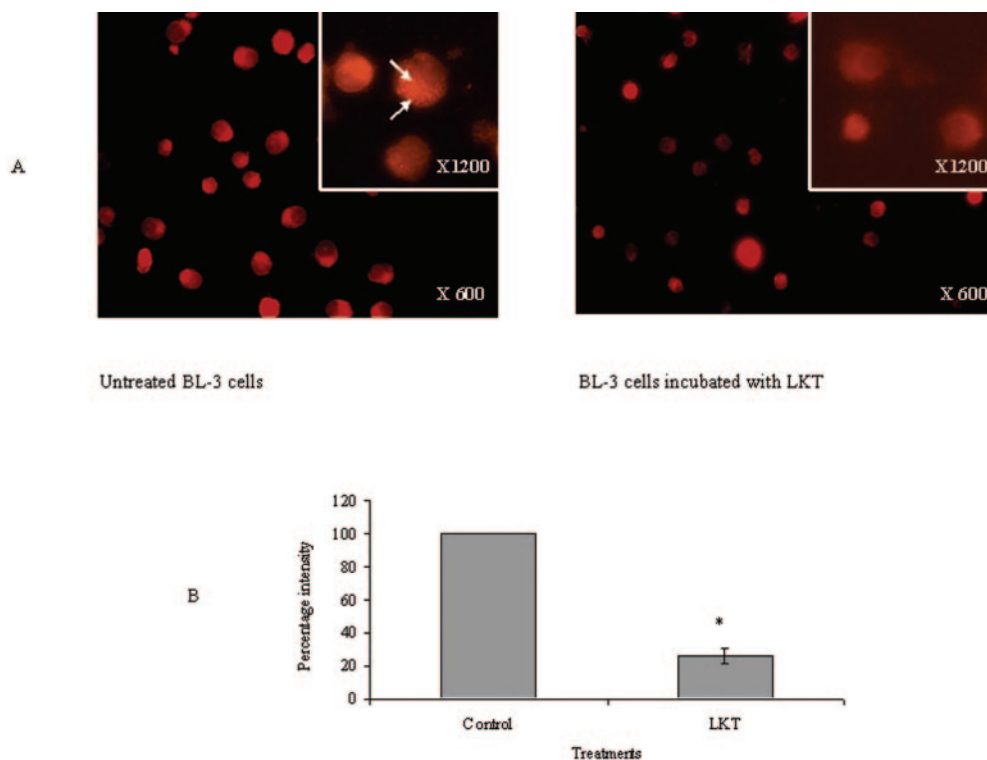 A
X1200
X 600
X1200
X 600
Untreated BL-3 cells
BL-3 cells incubated with LKT
B
Percentage intensity
120
100
80
60
40
20
0
*
Control
LKT
Treatments